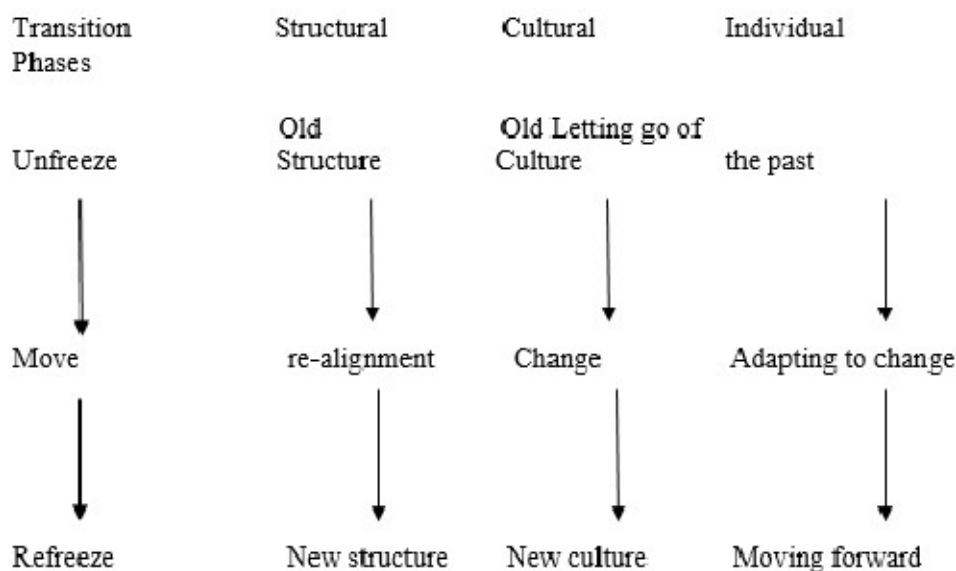 Transition Structural Cultural Individual
Phases
Old Old Letting go of
Unfreeze Structure Culture the past
Move re-alignment Change Adapting to change
Refreeze New structure New culture Moving forward